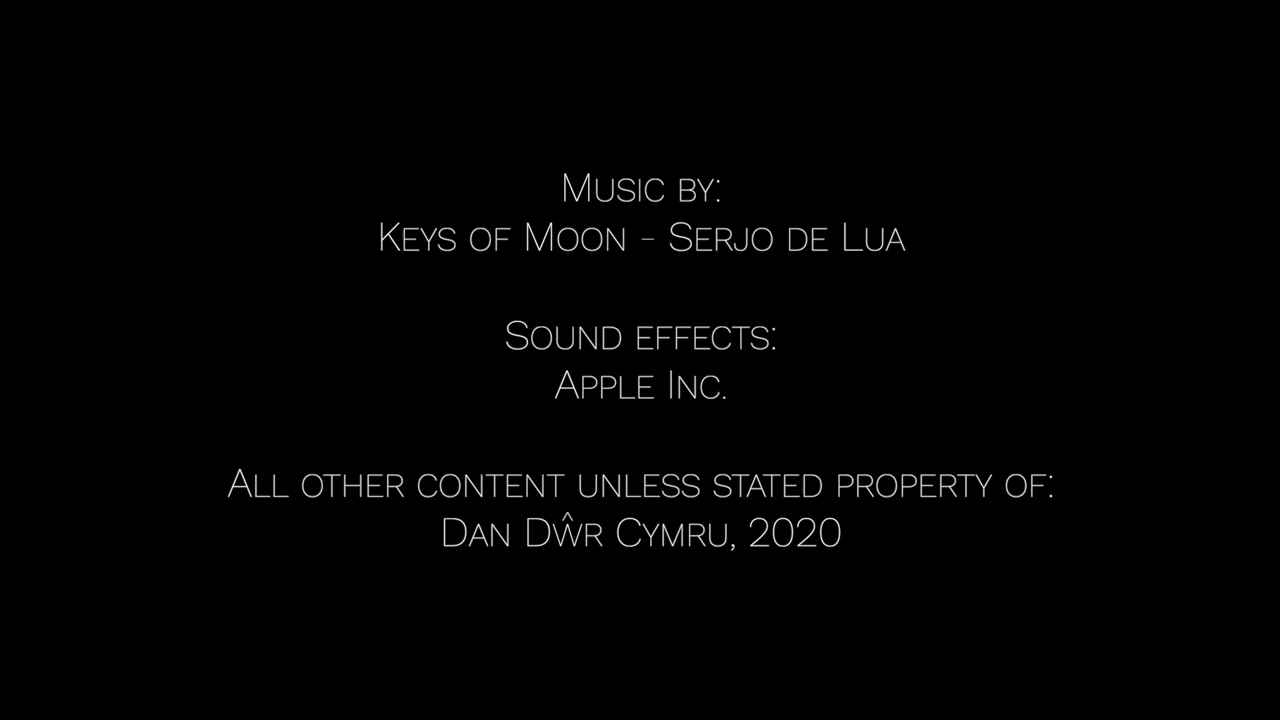 Music by:
Keys of Moon - Serjo de Lua
Sound effects:
Apple Inc.
All other content unless stated property of:
Dan Dŵr Cymru, 2020